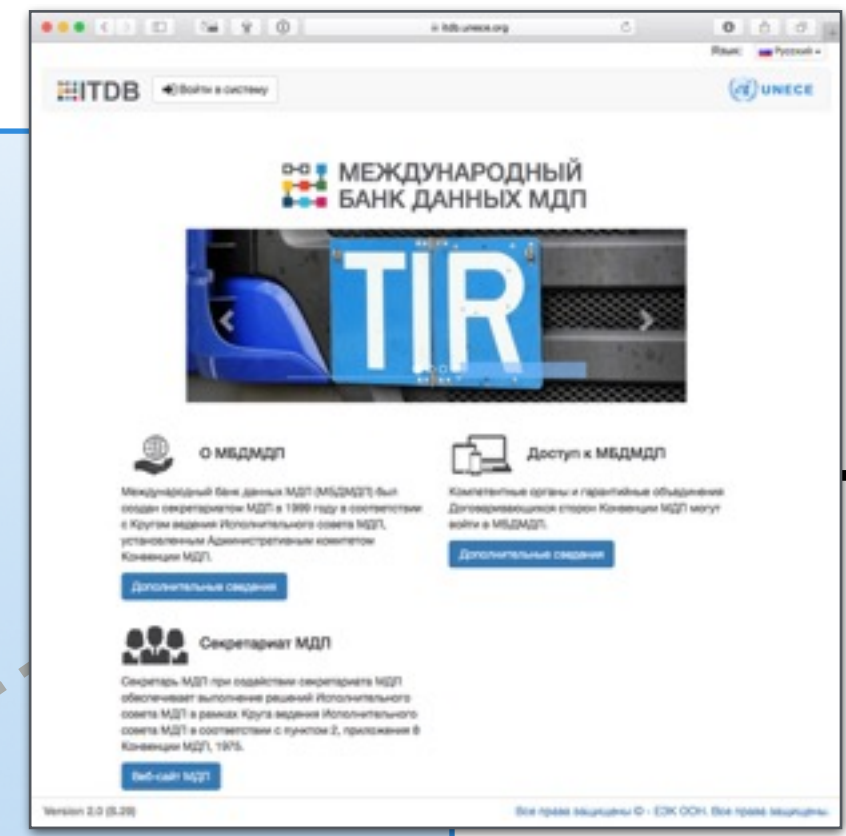 itdb.unece.org
Язык: Русский
ITDB
Войти в систему
UNECE
МЕЖДУНАРОДНЫЙ
БАНК ДАННЫХ МДП
TIR
О МБДМДП
Международный банк данных МДП (МБДМДП) был
создан секретариатом МДП в 1999 году в соответствии
с Кругом ведения Исполнительного совета МДП,
установленным Административным комитетом
Конвенции МДП.
Дополнительные сведения
Доступ к МБДМДП
Компетентные органы и гарантийные объединения
Договаривающихся сторон Конвенции МДП могут
войти в МБДМДП.
Дополнительные сведения
Секретариат МДП
Секретарь МДП при содействии секретариата МДП
обеспечивает выполнение решений Исполнительного
совета МДП в рамках Круга ведения Исполнительного
совета МДП в соответствии с пунктом 2, приложения 8
Конвенции МДП, 1975.
Веб-сайт МДП
Version 2.0 (S.29)
Все права защищены © - ЕЭК ООН. Все права защищены.